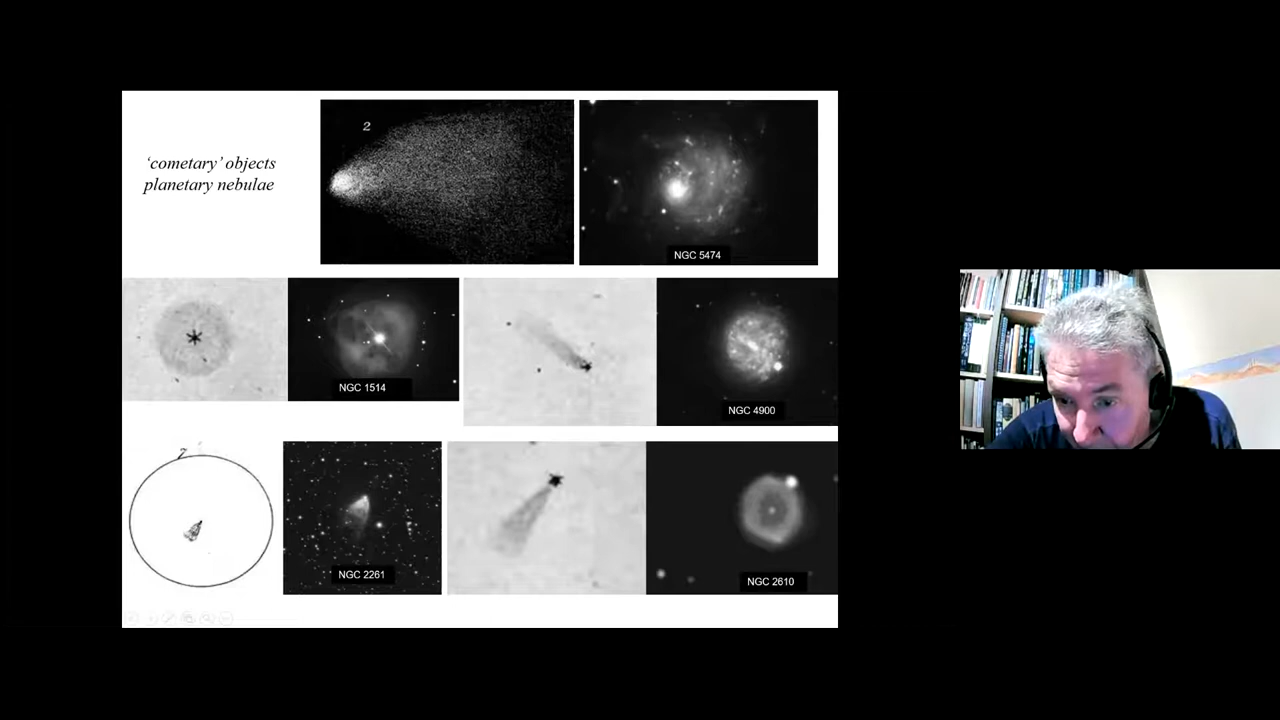 ‘cometary’ objects
planetary nebulae
2
NGC 5474
NGC 1514
NGC 4900
NGC 2261
NGC 2610